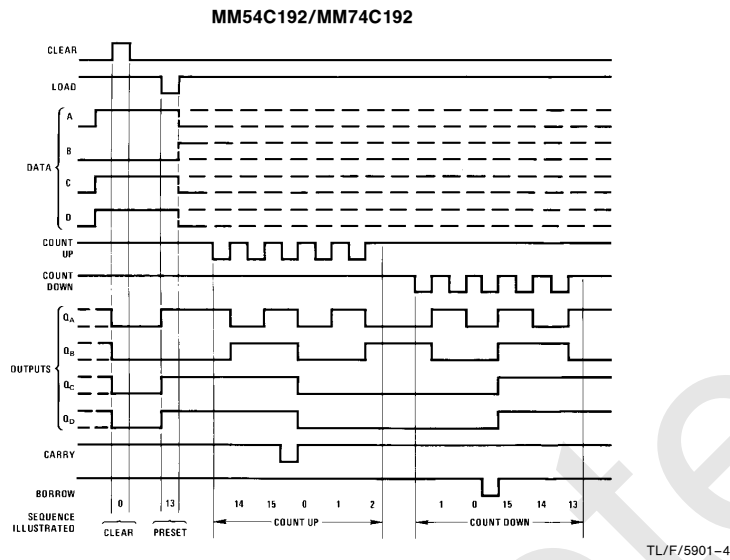 MM54C192/MM74C192
CLEAR
LOAD
A
B
DATA
C
D
COUNT
UP
COUNT
DOWN
QA
QB
OUTPUTS
QC
QD
CARRY
BORROW
0 13 14 15 0 1 2 1 0 15 14 13
SEQUENCE
ILLUSTRATED
CLEAR PRESET COUNT UP COUNT DOWN
TL/F/5901–4